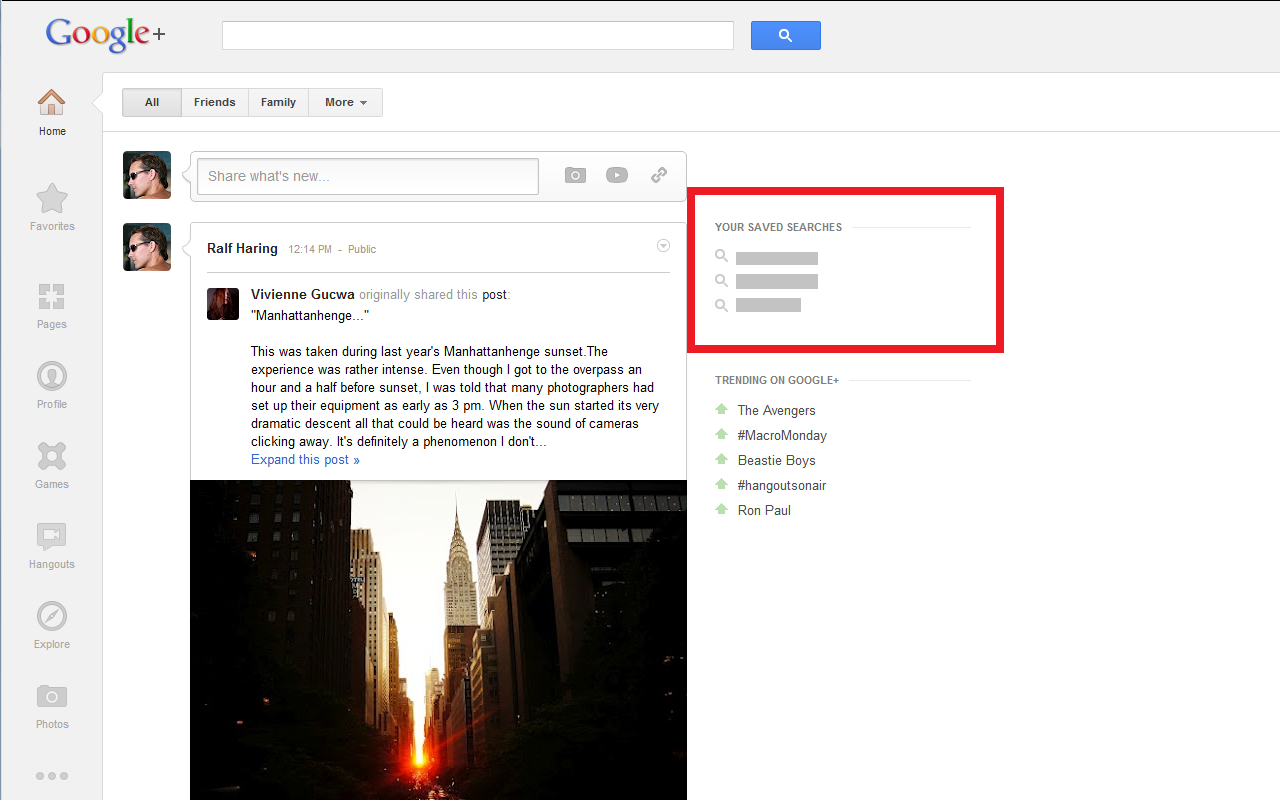 Google+
All Friends Family More
Home
Favorites
Pages
Profile
Games
Hangouts
Explore
Photos
Share what's new...
Ralf Haring 12:14 PM - Public
Vivienne Gucwa originally shared this post:
"Manhattanhenge..."
This was taken during last year's Manhattanhenge sunset.The
experience was rather intense. Even though I got to the overpass an
hour and a half before sunset, I was told that many photographers had
set up their equipment as early as 3 pm. When the sun started its very
dramatic descent all that could be heard was the sound of cameras
clicking away. It's definitely a phenomenon I don't...
Expand this post »
YOUR SAVED SEARCHES
TRENDING ON GOOGLE+
The Avengers
#MacroMonday
Beastie Boys
#hangoutsonair
Ron Paul